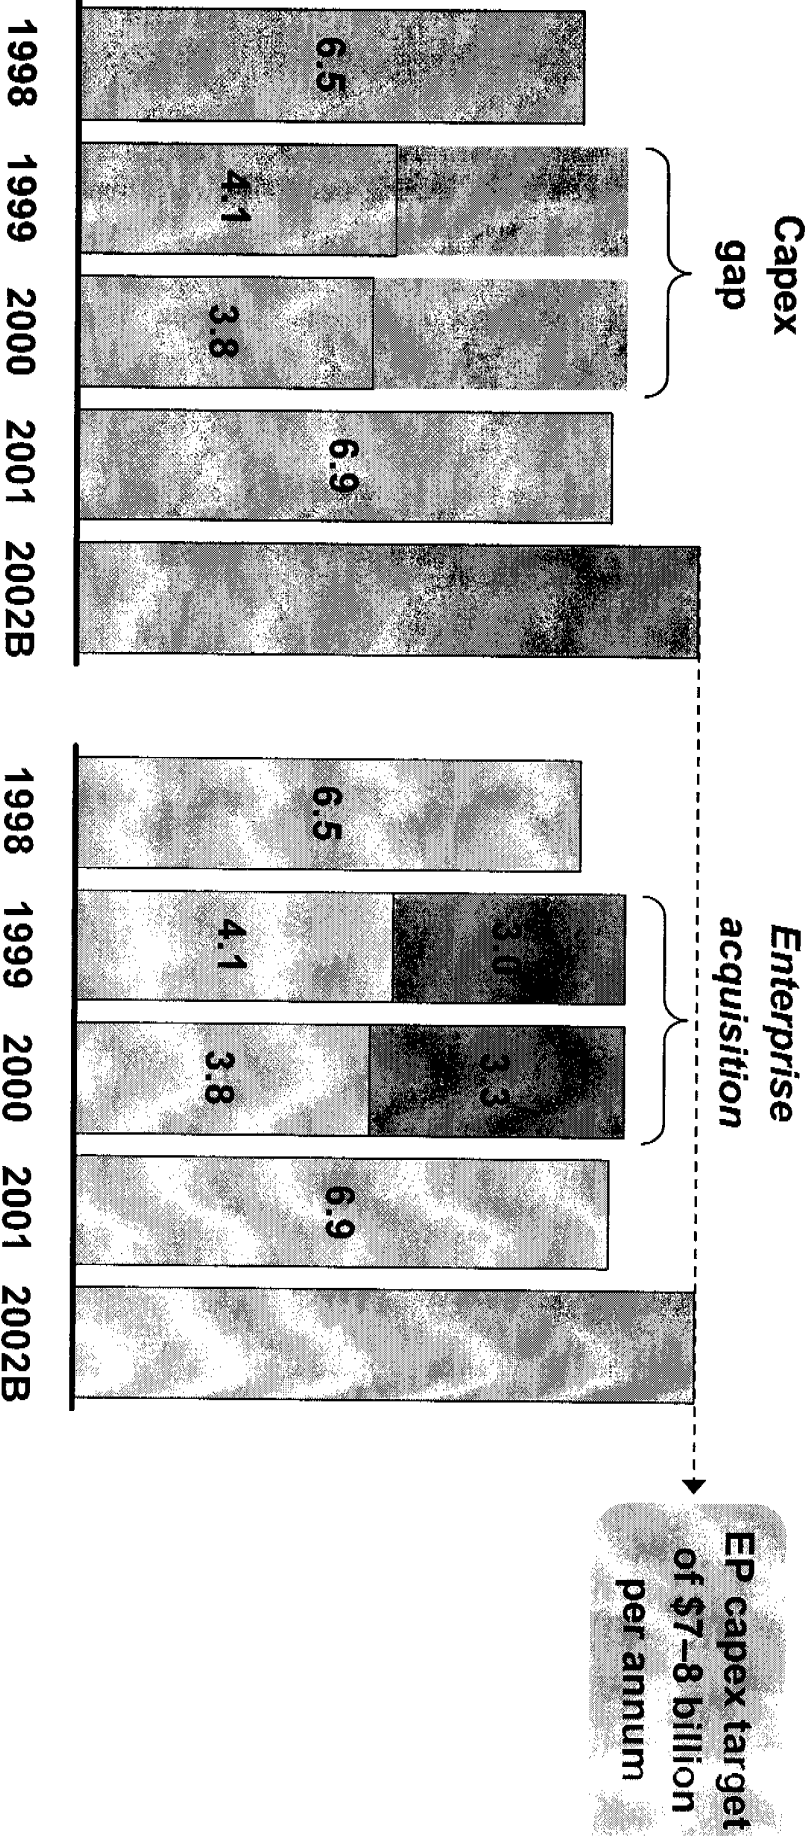 Capex
gap
6.5
4.1
3.8
6.9
1998 1999 2000 2001 2002B
Enterprise
acquisition
6.5
4.1
3.0
3.8
3.3
6.9
1998 1999 2000 2001 2002B
EP capex target
of $7–8 billion
per annum